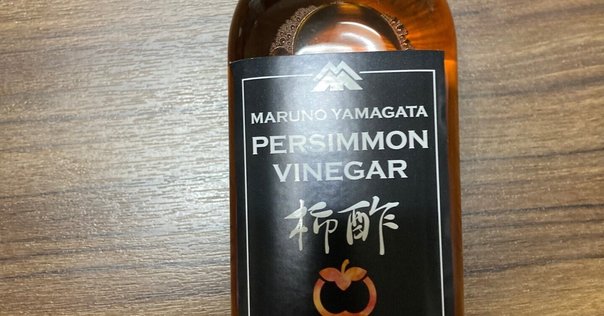 MARUNO YAMAGATA
PERSIMMON
VINEGAR
柿酢